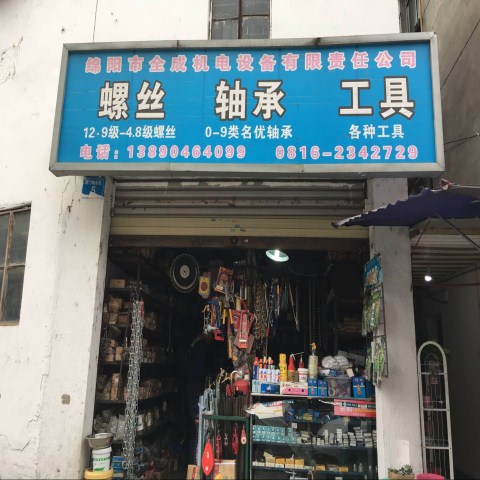 绵阳市全成机电设备有限责任公司
螺丝 轴承 工具
12·9级-4.8级螺丝 0-9类名优轴承 各种工具
电话: 13890464099 0816-2342729
5